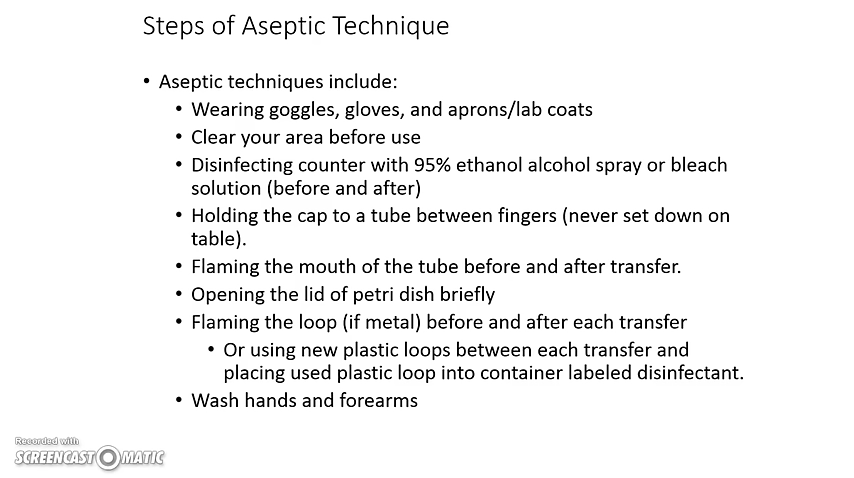 Steps of Aseptic Technique
• Aseptic techniques include:
• Wearing goggles, gloves, and aprons/lab coats
• Clear your area before use
• Disinfecting counter with 95% ethanol alcohol spray or bleach
solution (before and after)
• Holding the cap to a tube between fingers (never set down on
table).
• Flaming the mouth of the tube before and after transfer.
• Opening the lid of petri dish briefly
• Flaming the loop (if metal) before and after each transfer
• Or using new plastic loops between each transfer and
placing used plastic loop into container labeled disinfectant.
• Wash hands and forearms
Recorded with
SCREENCAST-O-MATIC